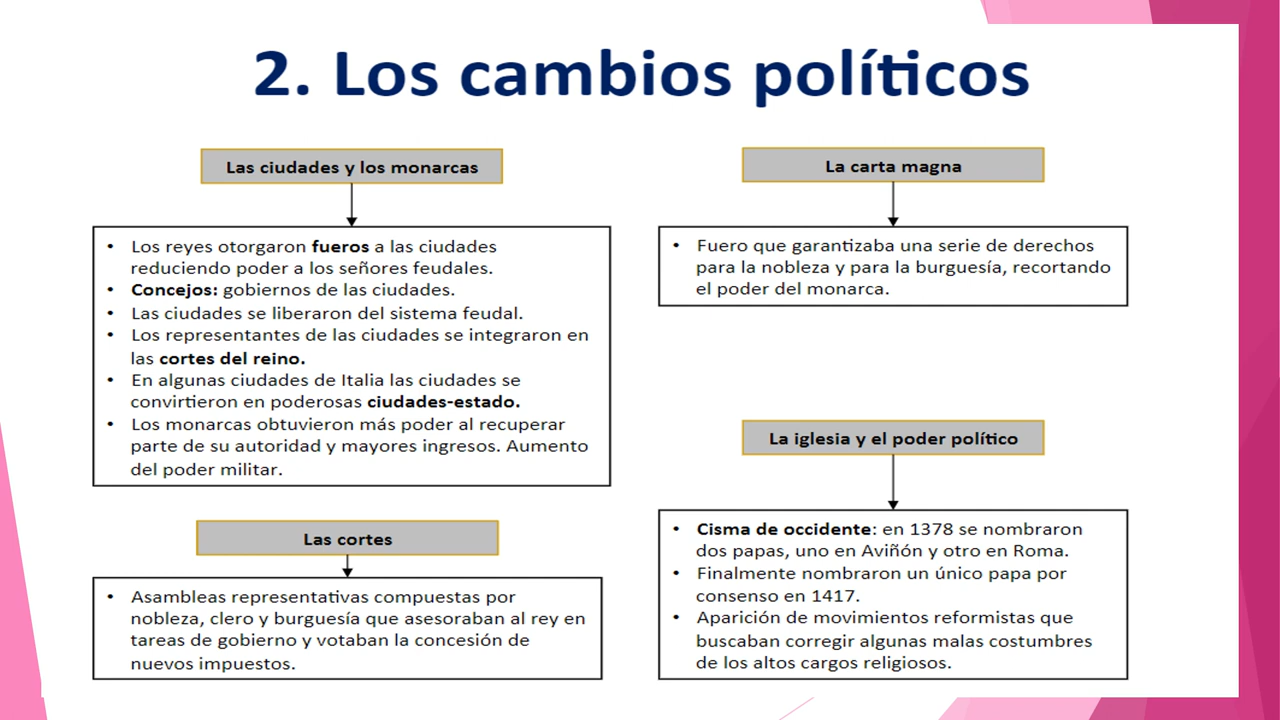 2. Los cambios políticos
Las ciudades y los monarcas
• Los reyes otorgaron fueros a las ciudades
reduciendo poder a los señores feudales.
• Concejos: gobiernos de las ciudades.
• Las ciudades se liberaron del sistema feudal.
• Los representantes de las ciudades se integraron en
las cortes del reino.
• En algunas ciudades de Italia las ciudades se
convirtieron en poderosas ciudades-estado.
• Los monarcas obtuvieron más poder al recuperar
parte de su autoridad y mayores ingresos. Aumento
del poder militar.
Las cortes
• Asambleas representativas compuestas por
nobleza, clero y burguesía que asesoraban al rey en
tareas de gobierno y votaban la concesión de
nuevos impuestos.
La carta magna
• Fuero que garantizaba una serie de derechos
para la nobleza y para la burguesía, recortando
el poder del monarca.
La iglesia y el poder político
• Cisma de occidente: en 1378 se nombraron
dos papas, uno en Aviñón y otro en Roma.
• Finalmente nombraron un único papa por
consenso en 1417.
• Aparición de movimientos reformistas que
buscaban corregir algunas malas costumbres
de los altos cargos religiosos.